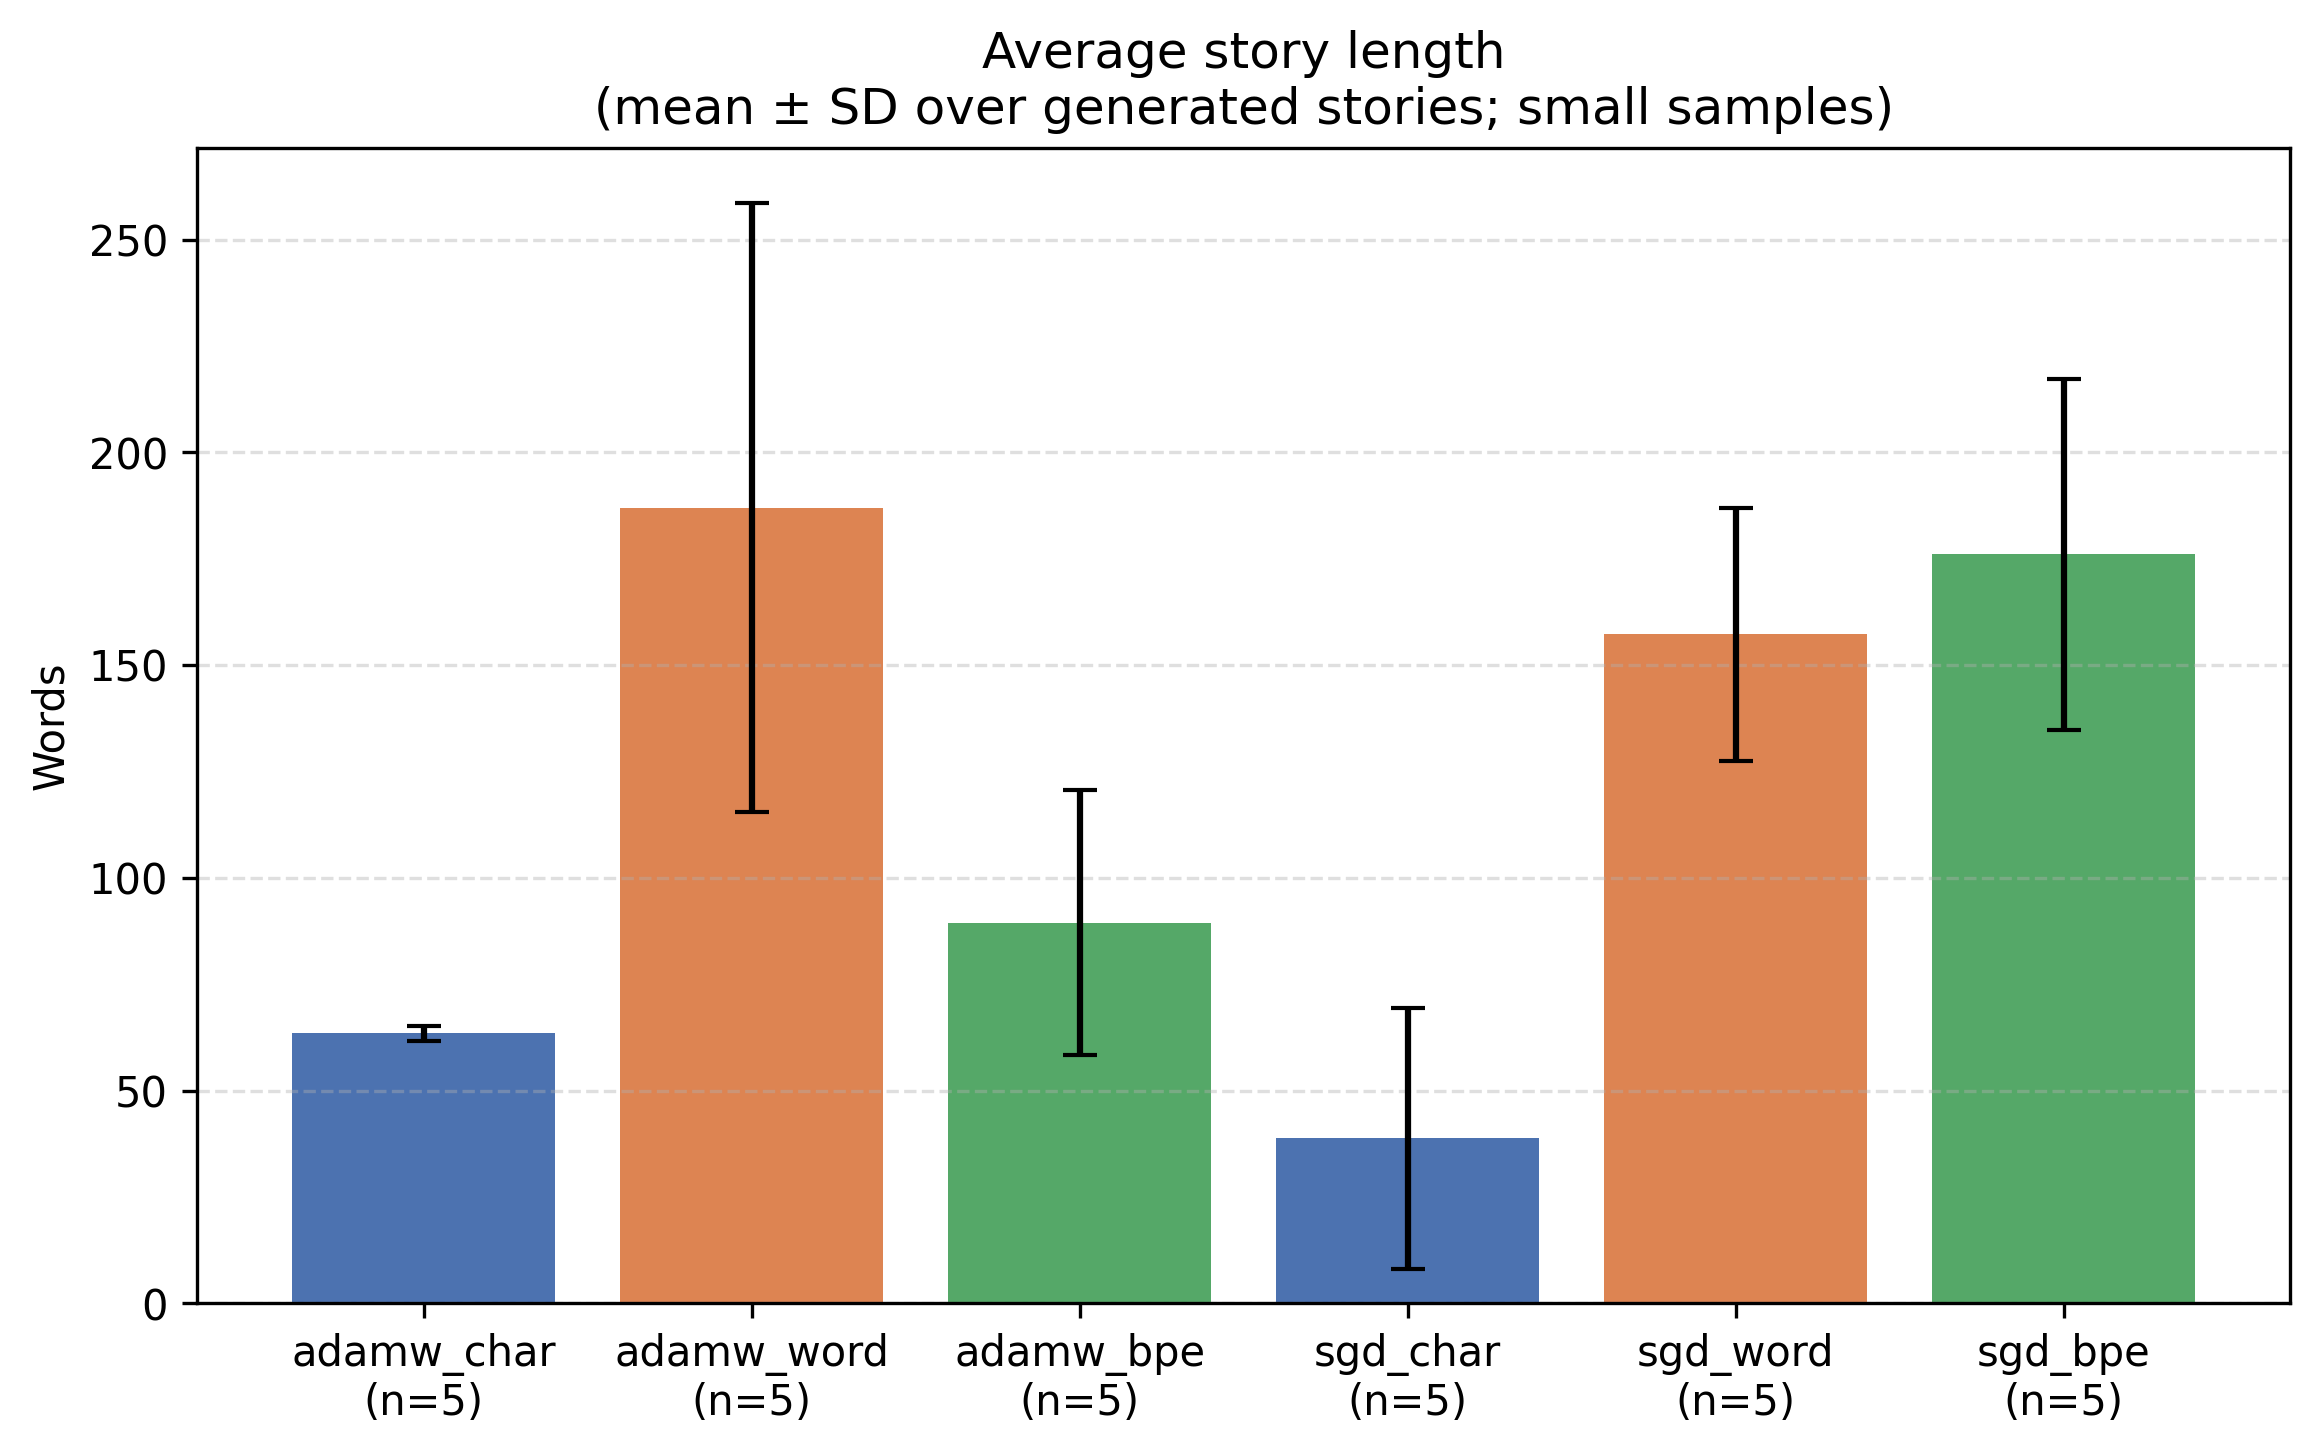 Average story length
(mean ± SD over generated stories; small samples)
Words
250
200
150
100
50
0
adamw_char
(n=5)
adamw_word
(n=5)
adamw_bpe
(n=5)
sgd_char
(n=5)
sgd_word
(n=5)
sgd_bpe
(n=5)